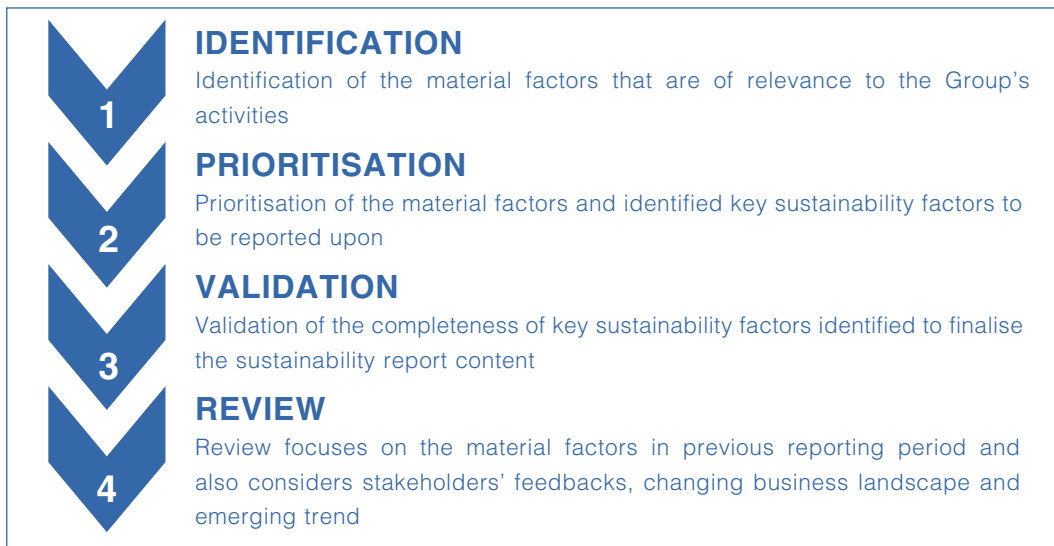 IDENTIFICATION
Identification of the material factors that are of relevance to the Group's
activities
1
PRIORITISATION
Prioritisation of the material factors and identified key sustainability factors to
be reported upon
2
VALIDATION
Validation of the completeness of key sustainability factors identified to finalise
the sustainability report content
3
REVIEW
Review focuses on the material factors in previous reporting period and
also considers stakeholders' feedbacks, changing business landscape and
emerging trend
4